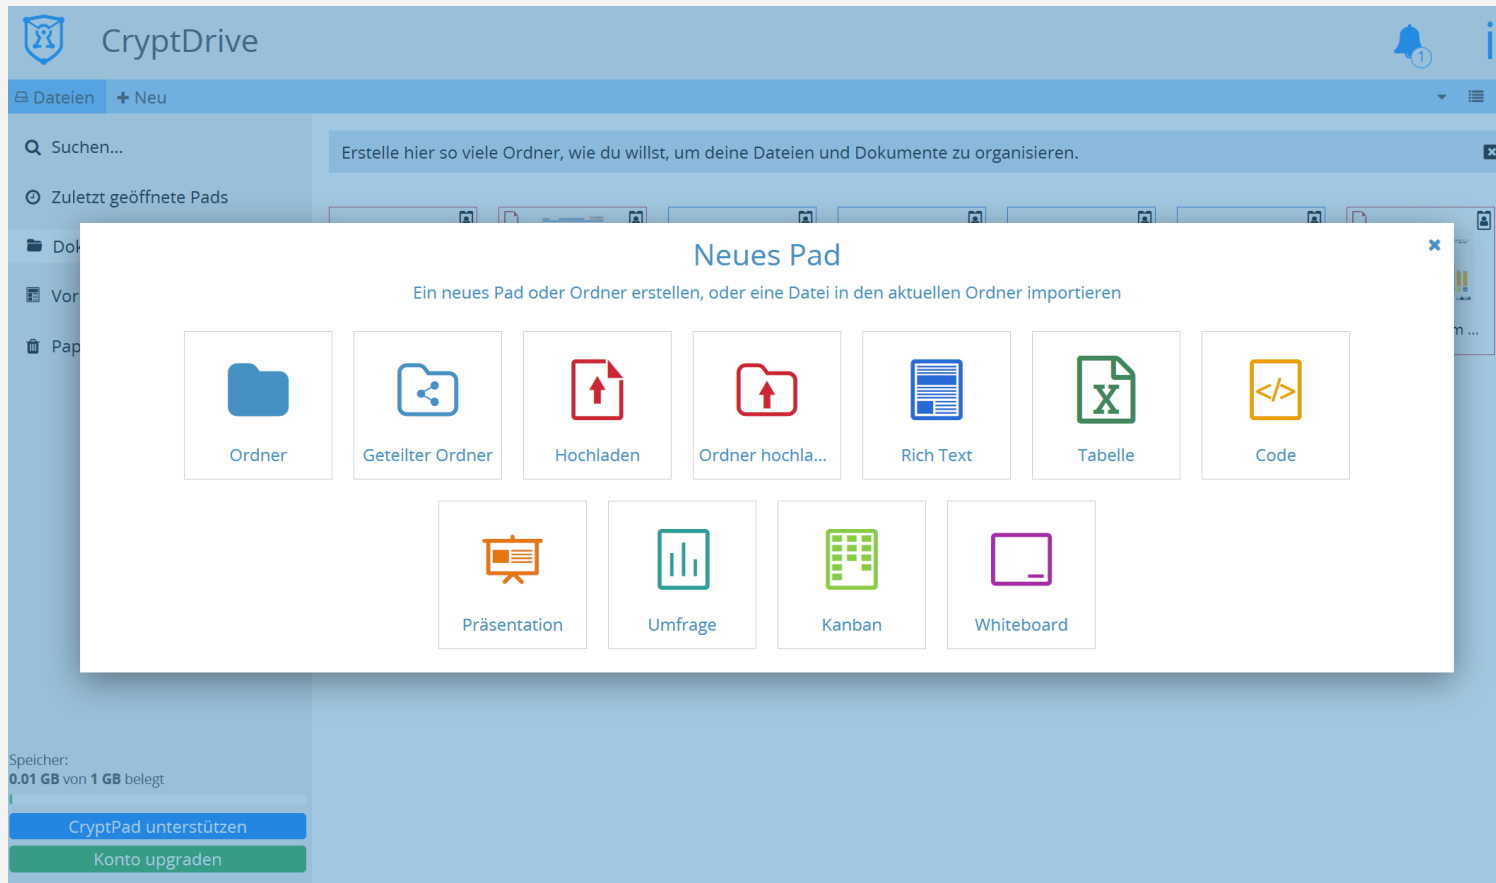 CryptDrive
1
Dateien
Neu
Suchen...
Erstelle hier so viele Ordner, wie du willst, um deine Dateien und Dokumente zu organisieren.
Zuletzt geöffnete Pads
Neues Pad
Ein neues Pad oder Ordner erstellen, oder eine Datei in den aktuellen Ordner importieren
Dok
Vor
Pap
m ...
Ordner
Geteilter Ordner
Hochladen
Ordner hochla...
Rich Text
Tabelle
Code
Präsentation
Umfrage
Kanban
Whiteboard
Speicher:
0.01 GB von 1 GB belegt
CryptPad unterstützen
Konto upgraden